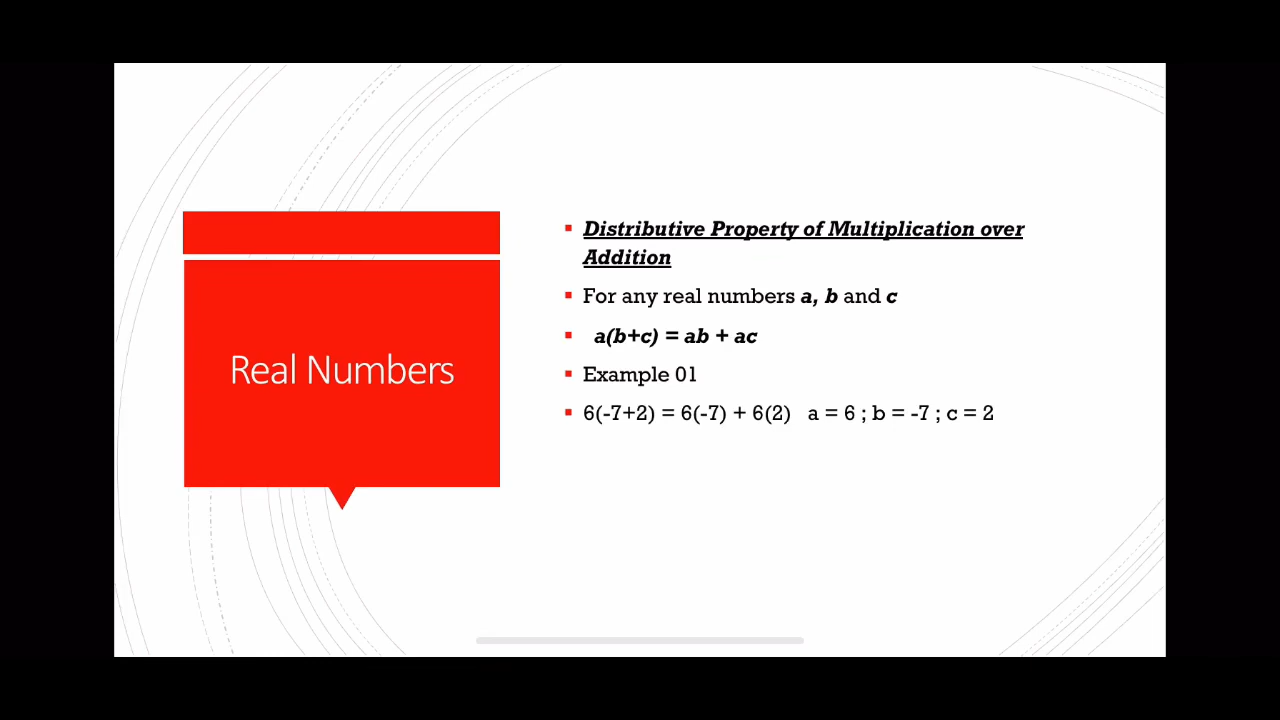 Real Numbers
Distributive Property of Multiplication over
Addition
For any real numbers a, b and c
a(b+c) = ab + ac
Example 01
6(-7+2) = 6(-7) + 6(2) a = 6 ; b = -7 ; c = 2